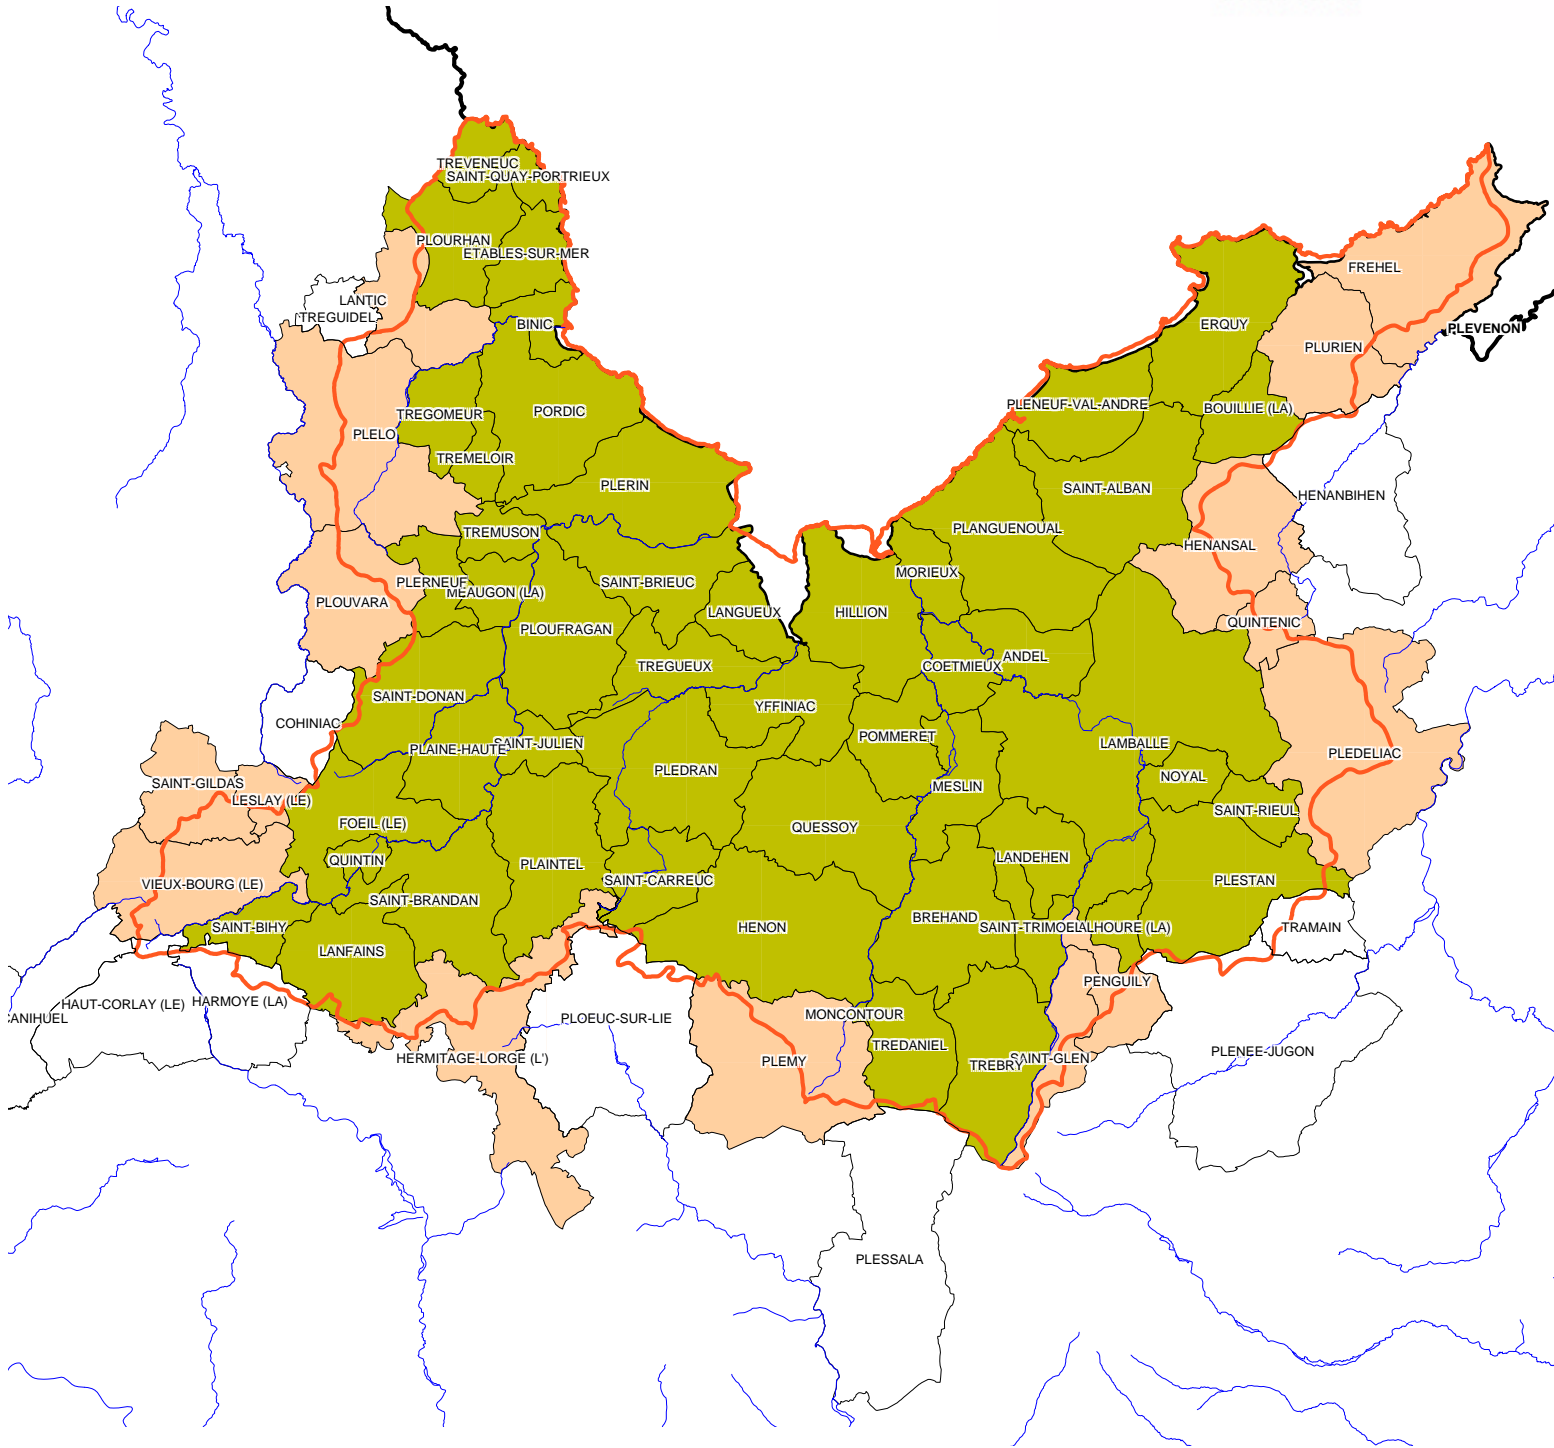 TREVENEUC
SAINT-QUAY-PORTRIEUX
PLOURHAN
ETABLES-SUR-MER
FREHEL
LANTIC
TREGUIDEL
BINIC
ERQUY
PLEVENON
PLURIEN
PLENEUF-VAL-ANDRE
BOUILLIE (LA)
TREGOMEUR
PORDIC
PLELO
TREMELOIR
PLERIN
SAINT-ALBAN
HENANBIHEN
TREMUSON
PLANGUENOUAL
HENANSAL
PLERNEUF
MEAUGON (LA)
SAINT-BRIEUC
MORIEUX
PLOUVARA
LANGUEUX
HILLION
QUINTENIC
PLOUFRAGAN
TREGUEUX
COETMIEUX
ANDEL
SAINT-DONAN
YFFINIAC
COHINIAC
PLAINE-HAUTE
SAINT-JULIEN
POMMERET
LAMBALLE
PLEDELIAC
PLEDRAN
NOYAL
SAINT-GILDAS
LESLAY (LE)
MESLIN
SAINT-RIEUL
FOEIL (LE)
QUESSOY
QUINTIN
PLAINTEL
LANDEHEN
VIEUX-BOURG (LE)
SAINT-CARREUC
PLESTAN
SAINT-BRANDAN
BREHAND
SAINT-BIHY
HENON
SAINT-TRIMOEL
LALHOURE (LA)
TRAMAIN
LANFAINS
PENGUILY
HAUT-CORLAY (LE)
HARMOYE (LA)
CANIHUEL
PLOEUC-SUR-LIE
MONCONTOUR
TREDANIEL
PLENEE-JUGON
HERMITAGE-LORGE (L')
PLEMY
TREBRY
SAINT-GLEN
PLESSALA